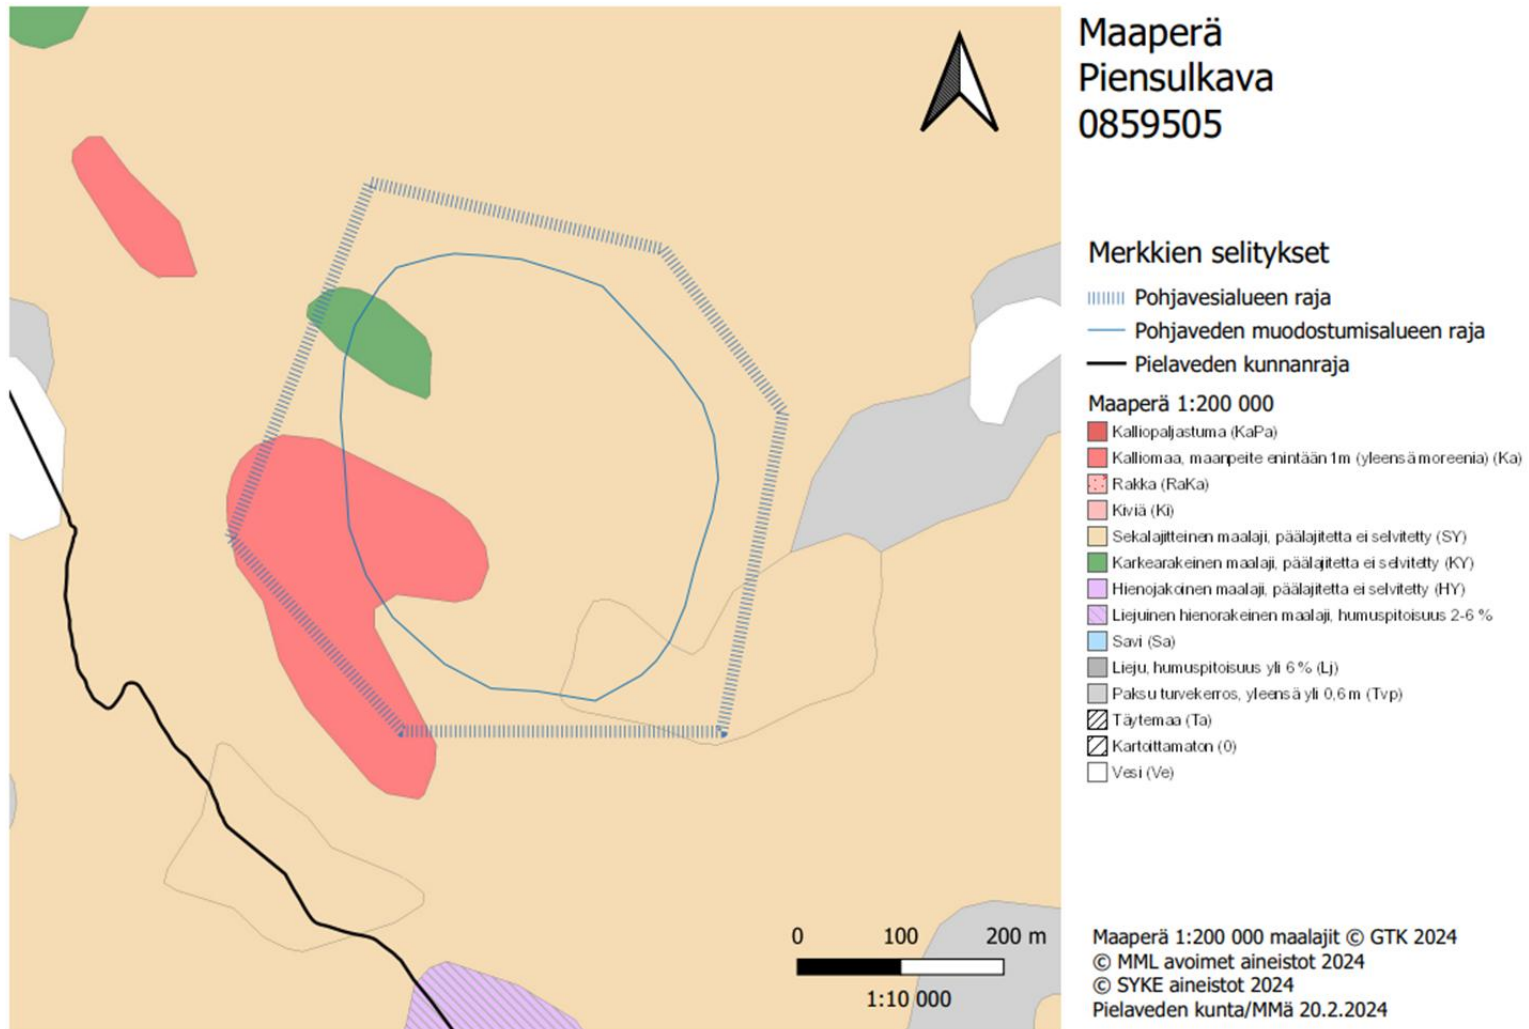 Maaperä
Piensulkava
0859505
Merkkien selitykset
Pohjavesialueen raja
Pohjaveden muodostumisalueen raja
Pielaveden kunnanraja
Maaperä 1:200 000
Kalliopaljastuma (KaPa)
Kalliomaa, maanpeite enintään 1m (yleensä moreenia) (Ka)
Rakka (RaKa)
Kiviä (Ki)
Sekalajitteinen maalaji, päälajitetta ei selvitetty (SY)
Karkearakeinen maalaji, päälajitetta ei selvitetty (KY)
Hienojakoinen maalaji, päälajitetta ei selvitetty (HY)
Liejuinen hienorakeinen maalaji, humuspitoisuus 2-6 %
Savi (Sa)
Lieju, humuspitoisuus yli 6 % (Lj)
Paksu turvekerros, yleensä yli 0,6 m (Tvp)
Täytemaa (Ta)
Kartoittamaton (0)
Vesi (Ve)
0 100 200 m
1:10 000
Maaperä 1:200 000 maalajit © GTK 2024
© MML avoimet aineistot 2024
© SYKE aineistot 2024
Pielaveden kunta/MMä 20.2.2024